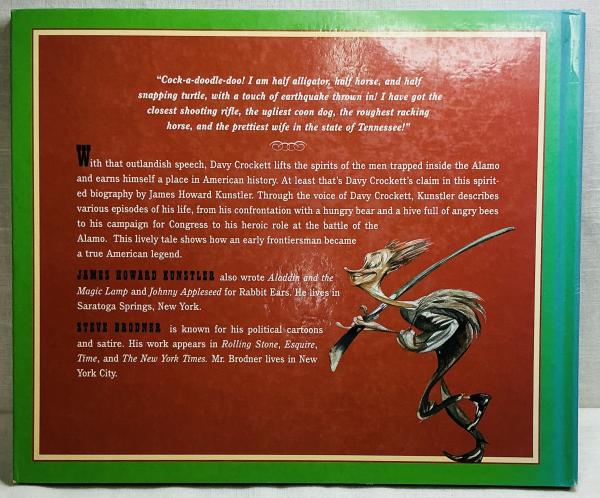 "Cock-a-doodle-doo! I am half alligator, half horse, and half
snapping turtle, with a touch of earthquake thrown in! I have got the
closest shooting rifle, the ugliest coon dog, the roughest racking
horse, and the prettiest wife in the state of Tennessee!"
With that outlandish speech, Davy Crockett lifts the spirits of the men trapped inside the Alamo
and earns himself a place in American history. At least that's Davy Crockett's claim in this spirit-
ed biography by James Howard Kunstler. Through the voice of Davy Crockett, Kunstler describes
various episodes of his life, from his confrontation with a hungry bear and a hive full of angry bees
to his campaign for Congress to his heroic role at the battle of the
Alamo. This lively tale shows how an early frontiersman became
a true American legend.
JAMES HOWARD KUNSTLER also wrote Aladdin and the
Magic Lamp and Johnny Appleseed for Rabbit Ears. He lives in
Saratoga Springs, New York.
STEVE BRODNER is known for his political cartoons
and satire. His work appears in Rolling Stone, Esquire,
Time, and The New York Times. Mr. Brodner lives in New
York City.